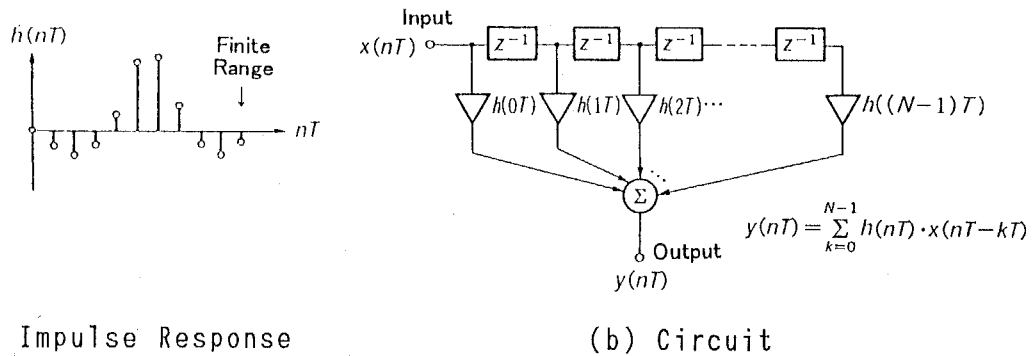 h(nT)
Finite
Range
nT
Impulse Response
Input
x(nT)
z⁻¹ z⁻¹ z⁻¹ z⁻¹
h(0T) h(1T) h(2T)··· h((N−1)T)
Σ
Output
y(nT)
y(nT) = Σ_{k=0}^{N−1} h(nT)·x(nT−kT)
(b) Circuit